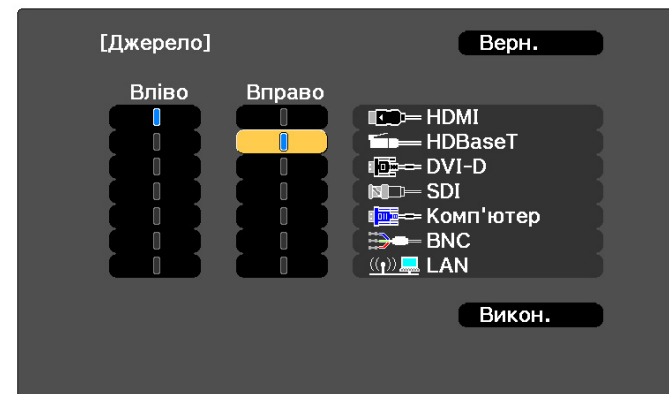 [Джерело] Верн.
Вліво Вправо
HDMI
HDBaseT
DVI-D
SDI
Комп'ютер
BNC
LAN
Викон.